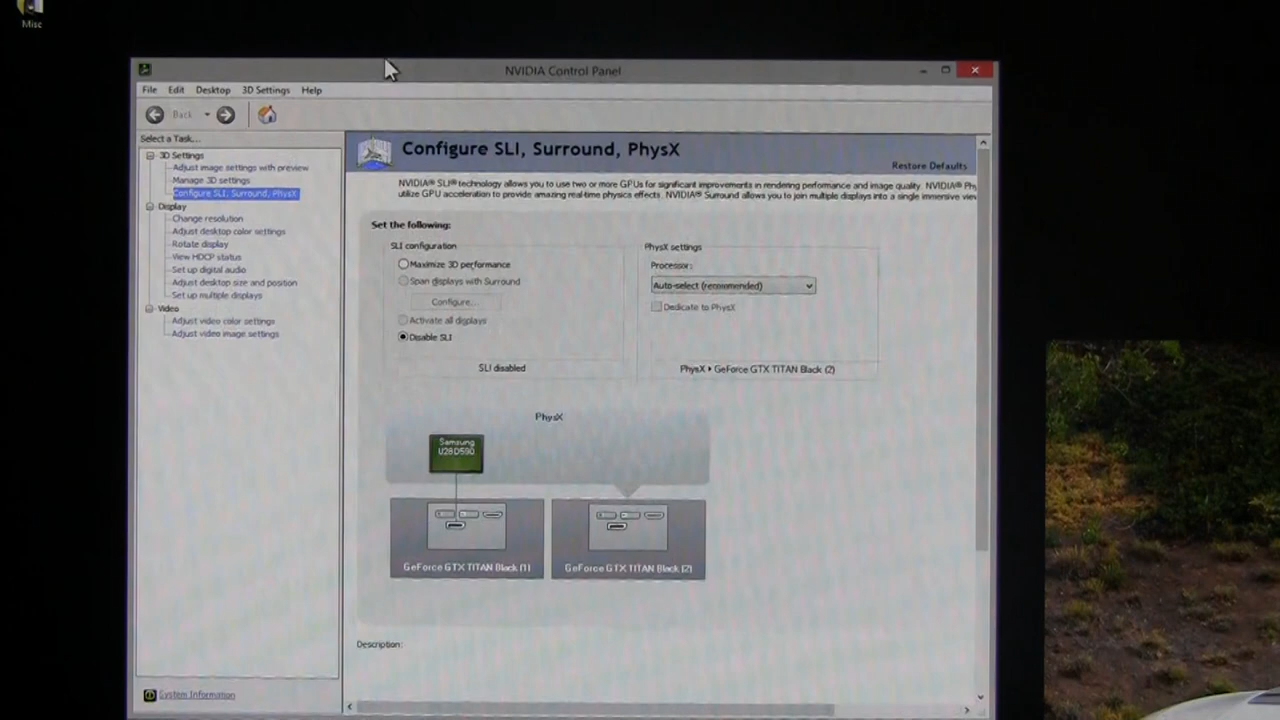 Misc
NVIDIA Control Panel
File Edit Desktop 3D Settings Help
Back
Select a Task...
3D Settings
Adjust image settings with preview
Manage 3D settings
Configure SLI, Surround, PhysX
Display
Change resolution
Adjust desktop color settings
Rotate display
View HDCP status
Set up digital audio
Adjust desktop size and position
Set up multiple displays
Video
Adjust video color settings
Adjust video image settings
System Information
Configure SLI, Surround, PhysX
Restore Defaults
NVIDIA® SLI® technology allows you to use two or more GPUs for significant improvements in rendering performance and image quality. NVIDIA® Ph
utilize GPU acceleration to provide amazing real-time physics effects. NVIDIA® Surround allows you to join multiple displays into a single immersive view
Set the following:
SLI configuration
Maximize 3D performance
Span displays with Surround
Configure...
Activate all displays
Disable SLI
SLI disabled
PhysX settings
Processor:
Auto-select (recommended)
Dedicate to PhysX
PhysX ▸ GeForce GTX TITAN Black (2)
PhysX
Samsung
U28D590
GeForce GTX TITAN Black (1)
GeForce GTX TITAN Black (2)
Description: